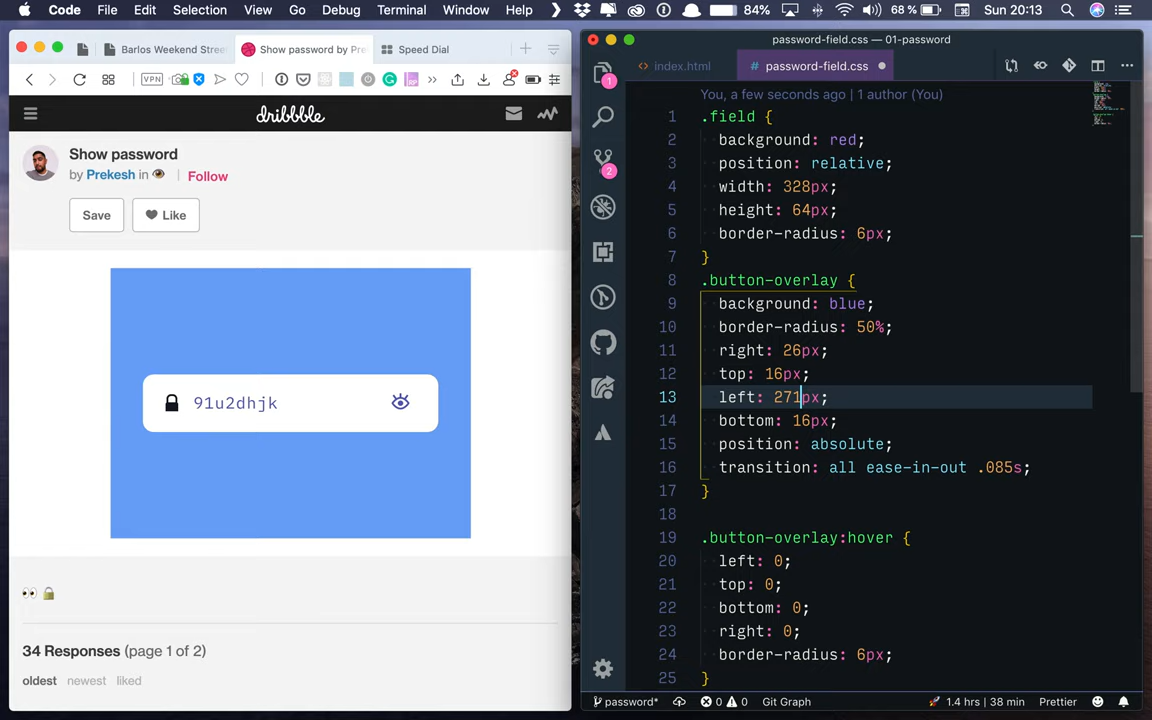 Code File Edit Selection View Go Debug Terminal Window Help 84% 68 % Sun 20:13
Barlos Weekend Stree Show password by Pre Speed Dial
VPN
dribbble
Show password
by Prekesh in 👁 Follow
Save Like
91u2dhjk
👀 🔒
34 Responses (page 1 of 2)
oldest newest liked
password-field.css — 01-password
index.html # password-field.css
1
2
You, a few seconds ago | 1 author (You)
1 .field {
2 background: red;
3 position: relative;
4 width: 328px;
5 height: 64px;
6 border-radius: 6px;
7 }
8 .button-overlay {
9 background: blue;
10 border-radius: 50%;
11 right: 26px;
12 top: 16px;
13 left: 271px;
14 bottom: 16px;
15 position: absolute;
16 transition: all ease-in-out .085s;
17 }
18
19 .button-overlay:hover {
20 left: 0;
21 top: 0;
22 bottom: 0;
23 right: 0;
24 border-radius: 6px;
25 }
password* 0 0 Git Graph 🚀 1.4 hrs | 38 min Prettier